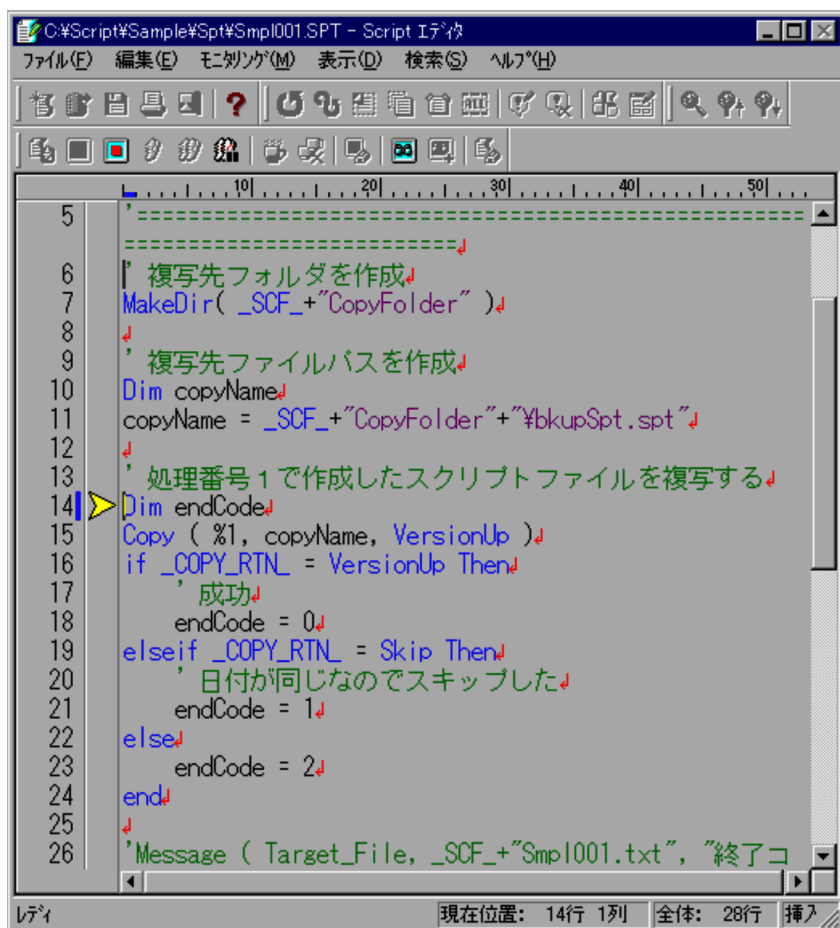 C:¥Script¥Sample¥Spt¥Smpl001.SPT - Script ｴﾃﾞｨﾀ
ﾌｧｲﾙ(F) 編集(E) ﾓﾆﾀﾘﾝｸﾞ(M) 表示(D) 検索(S) ﾍﾙﾌﾟ(H)
10 20 30 40 50
5 '====================================================
==========================
6 ' 複写先フォルダを作成
7 MakeDir( _SCF_+"CopyFolder" )
8
9 ' 複写先ファイルパスを作成
10 Dim copyName
11 copyName = _SCF_+"CopyFolder"+"¥bkupSpt.spt"
12
13 ' 処理番号１で作成したスクリプトファイルを複写する
14 Dim endCode
15 Copy ( %1, copyName, VersionUp )
16 if _COPY_RTN_ = VersionUp Then
17 ' 成功
18 endCode = 0
19 elseif _COPY_RTN_ = Skip Then
20 ' 日付が同じなのでスキップした
21 endCode = 1
22 else
23 endCode = 2
24 end
25
26 'Message ( Target_File, _SCF_+"Smpl001.txt", "終了コ
ﾚﾃﾞｨ 現在位置: 14行 1列 全体: 28行 挿入